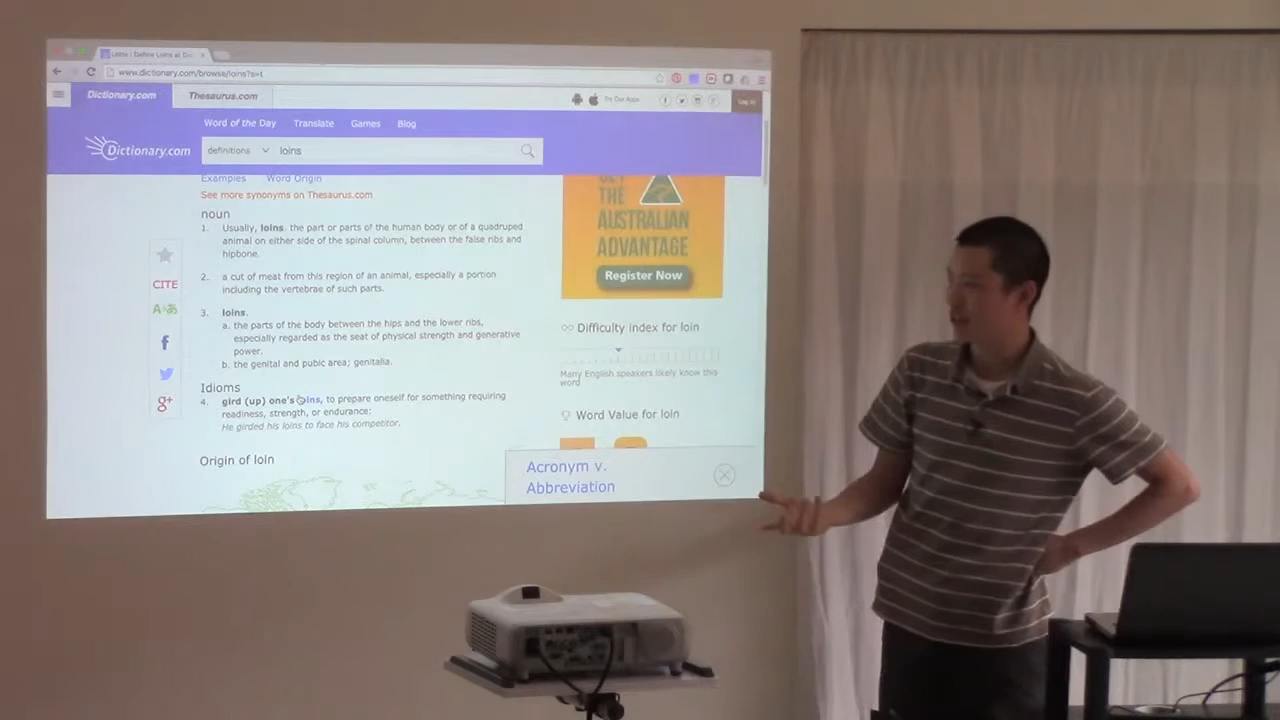 www.dictionary.com/browse/loins?s=t
Dictionary.com
Thesaurus.com
Try Our Apps
Log In
Word of the Day
Translate
Games
Blog
Dictionary.com
definitions
loins
Examples
Word Origin
See more synonyms on Thesaurus.com
noun
1. Usually, loins. the part or parts of the human body or of a quadruped
animal on either side of the spinal column, between the false ribs and
hipbone.
2. a cut of meat from this region of an animal, especially a portion
including the vertebrae of such parts.
3. loins.
a. the parts of the body between the hips and the lower ribs,
especially regarded as the seat of physical strength and generative
power.
b. the genital and pubic area; genitalia.
Idioms
4. gird (up) one's loins, to prepare oneself for something requiring
readiness, strength, or endurance:
He girded his loins to face his competitor.
Origin of loin
CITE
THE
AUSTRALIAN
ADVANTAGE
Register Now
Difficulty index for loin
Many English speakers likely know this
word
Word Value for loin
Acronym v.
Abbreviation